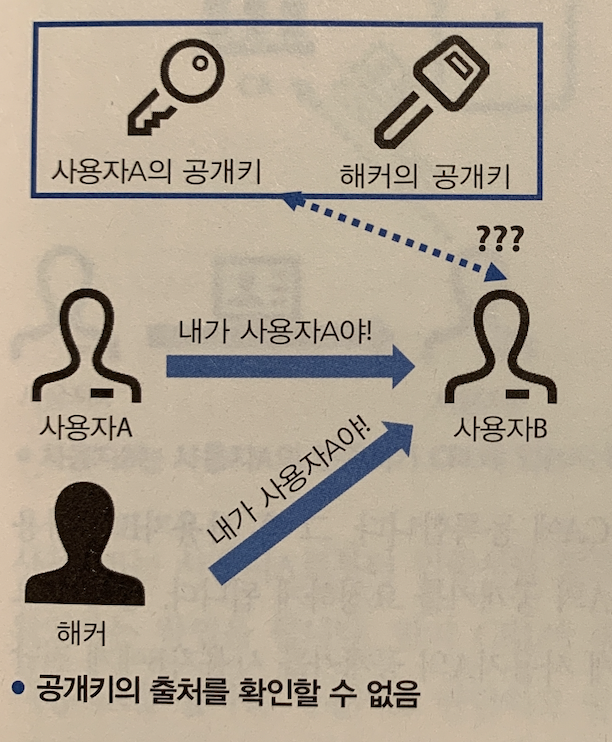 사용자A의 공개키
해커의 공개키
???
내가 사용자A야!
사용자A
사용자B
내가 사용자A야!
해커
• 공개키의 출처를 확인할 수 없음